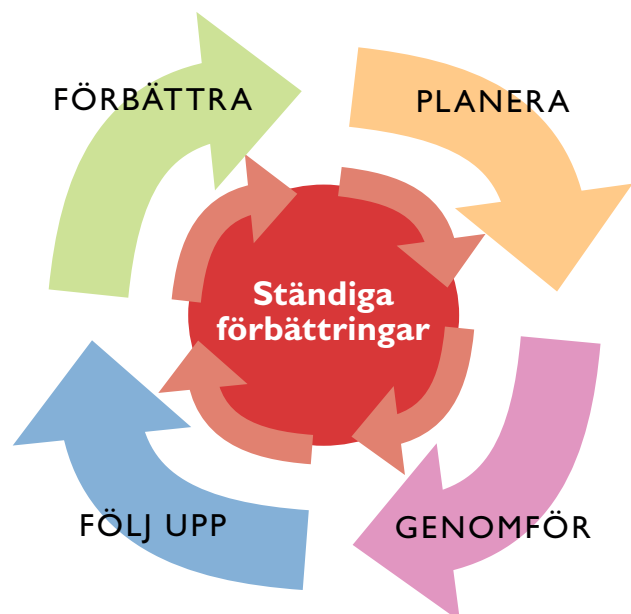 FÖRBÄTTRA
PLANERA
Ständiga
förbättringar
FÖLJ UPP
GENOMFÖR